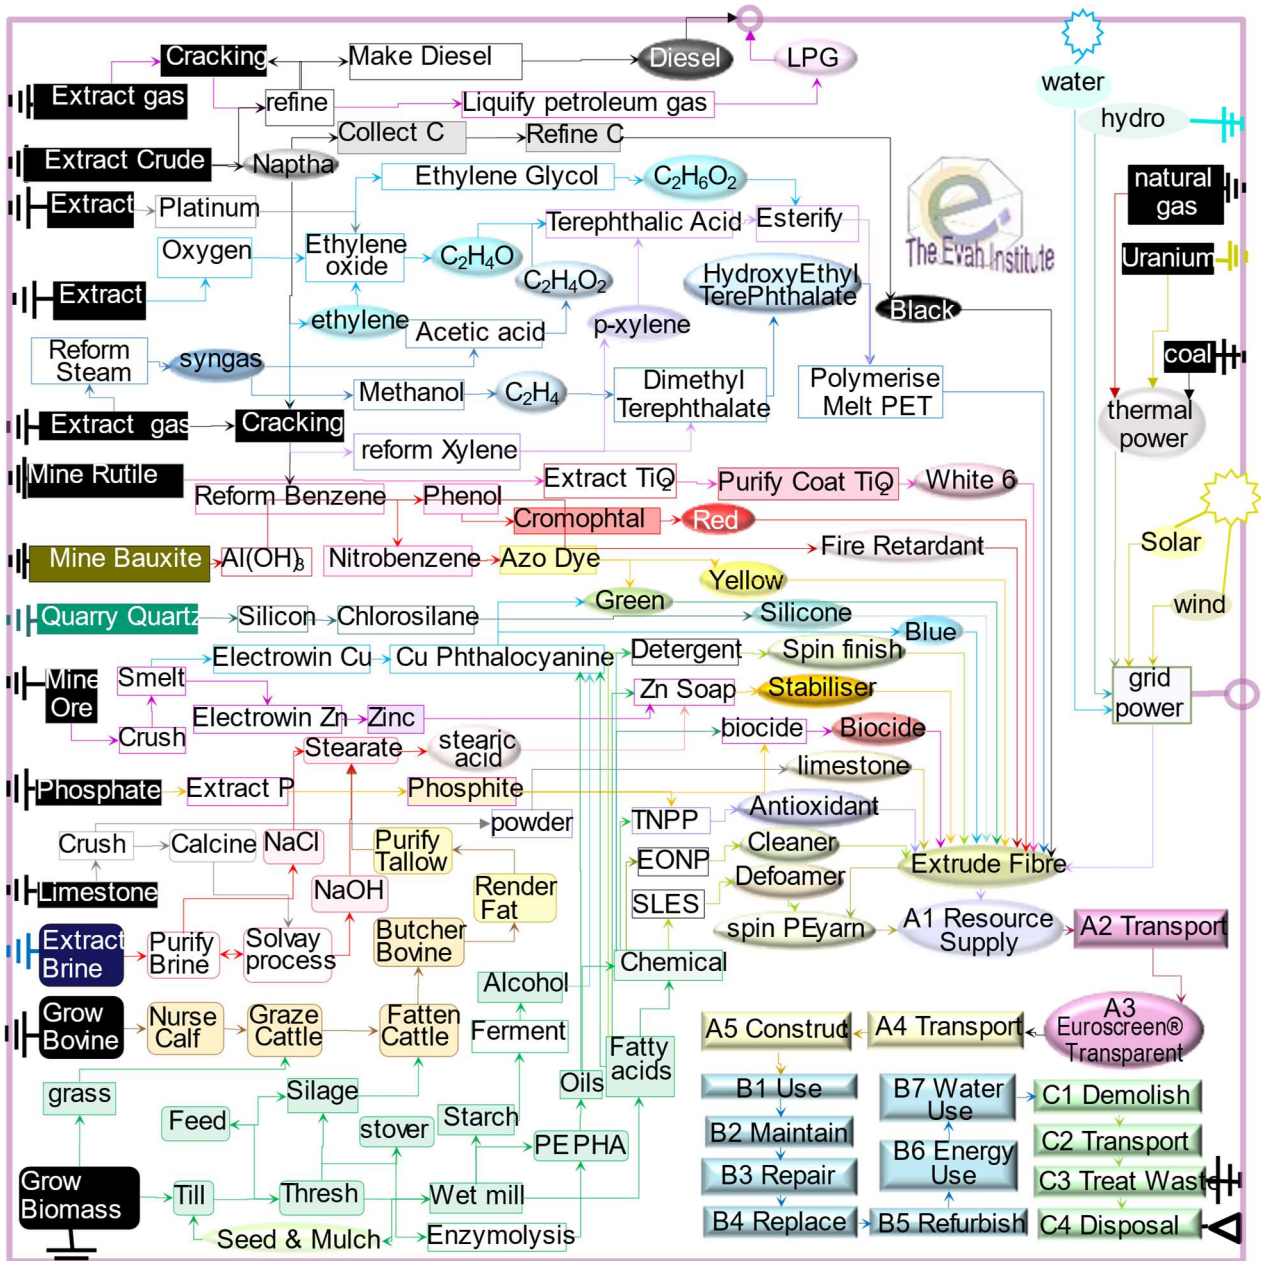 Cracking
Make Diesel
Diesel
LPG
water
Extract gas
refine
Liquify petroleum gas
hydro
Collect C
Refine C
Extract Crude
Naptha
Ethylene Glycol
C2H6O2
natural
gas
Extract
Platinum
Terephthalic Acid
Esterify
The Evah Institute
Oxygen
Ethylene
oxide
C2H4O
C2H4O2
HydroxyEthyl
TerePhthalate
Uranium
Extract
ethylene
Acetic acid
p-xylene
Black
Reform
Steam
syngas
coal
Methanol
C2H4
Dimethyl
Terephthalate
Polymerise
Melt PET
thermal
power
Extract gas
Cracking
reform Xylene
Mine Rutile
Extract TiO2
Purify Coat TiO2
White 6
Reform Benzene
Phenol
Cromophtal
Red
Mine Bauxite
Al(OH)3
Nitrobenzene
Azo Dye
Fire Retardant
Solar
Yellow
Green
wind
Quarry Quartz
Silicon
Chlorosilane
Silicone
Blue
Electrowin Cu
Cu Phthalocyanine
Detergent
Spin finish
Mine
Ore
Smelt
Zn Soap
Stabiliser
grid
power
Electrowin Zn
Zinc
Crush
Stearate
stearic
acid
biocide
Biocide
limestone
Phosphate
Extract P
Phosphite
powder
TNPP
Antioxidant
Crush
Calcine
NaCl
Purify
Tallow
Cleaner
EONP
Extrude Fibre
Limestone
NaOH
Render
Fat
Defoamer
SLES
Extract
Brine
Purify
Brine
Solvay
process
Butcher
Bovine
spin PEyarn
A1 Resource
Supply
A2 Transport
Chemical
Alcohol
Grow
Bovine
Nurse
Calf
Graze
Cattle
Fatten
Cattle
Ferment
A5 Construct
A4 Transport
A3
Euroscreen®
Transparent
Fatty
acids
Oils
grass
Silage
B1 Use
B7 Water
Use
C1 Demolish
Feed
stover
Starch
PE PHA
B2 Maintain
B6 Energy
Use
C2 Transport
Grow
Biomass
Till
Thresh
Wet mill
B3 Repair
C3 Treat Waste
Seed & Mulch
Enzymolysis
B4 Replace
B5 Refurbish
C4 Disposal